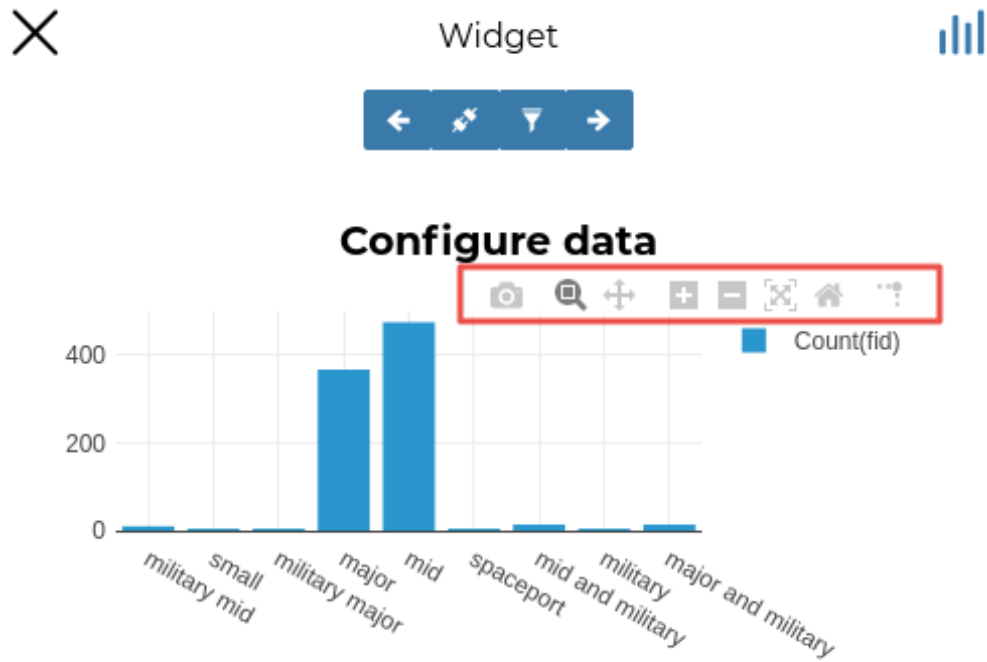 Widget
Configure data
Count(fid)
400
200
0
military mid
small
military major
major
mid
spaceport
mid and military
military
major and military